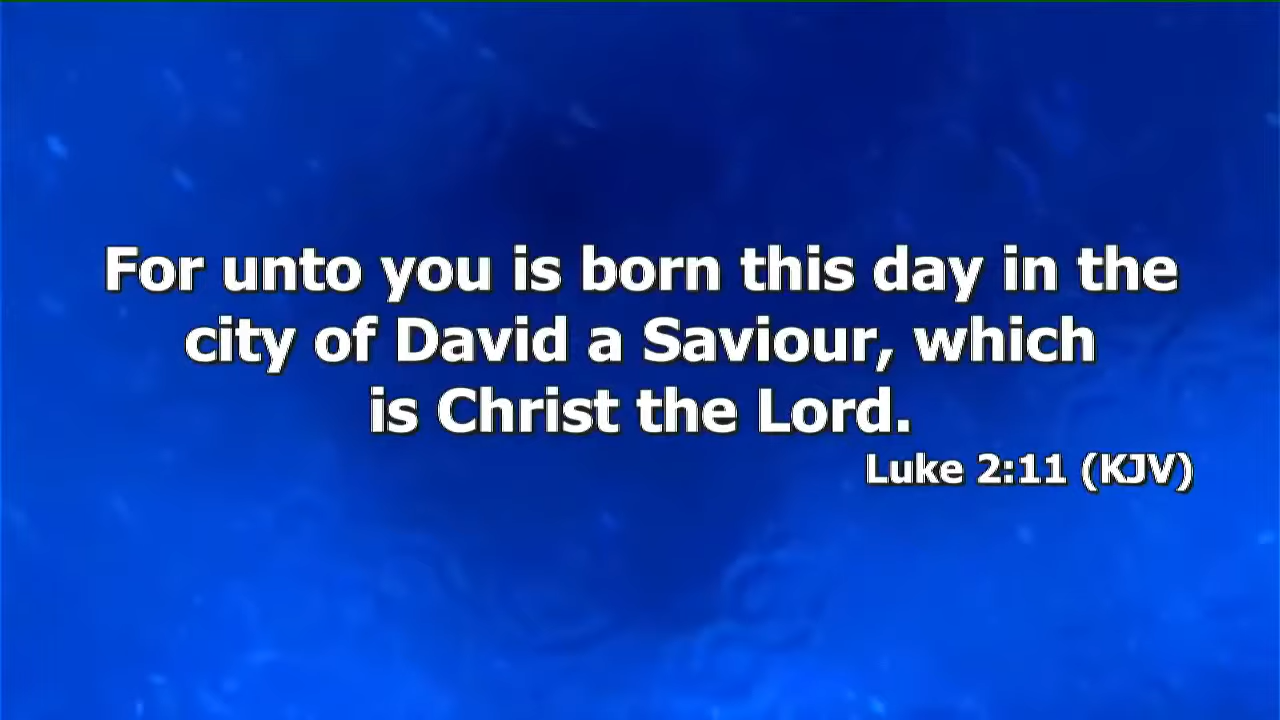 For unto you is born this day in the
city of David a Saviour, which
is Christ the Lord.
Luke 2:11 (KJV)